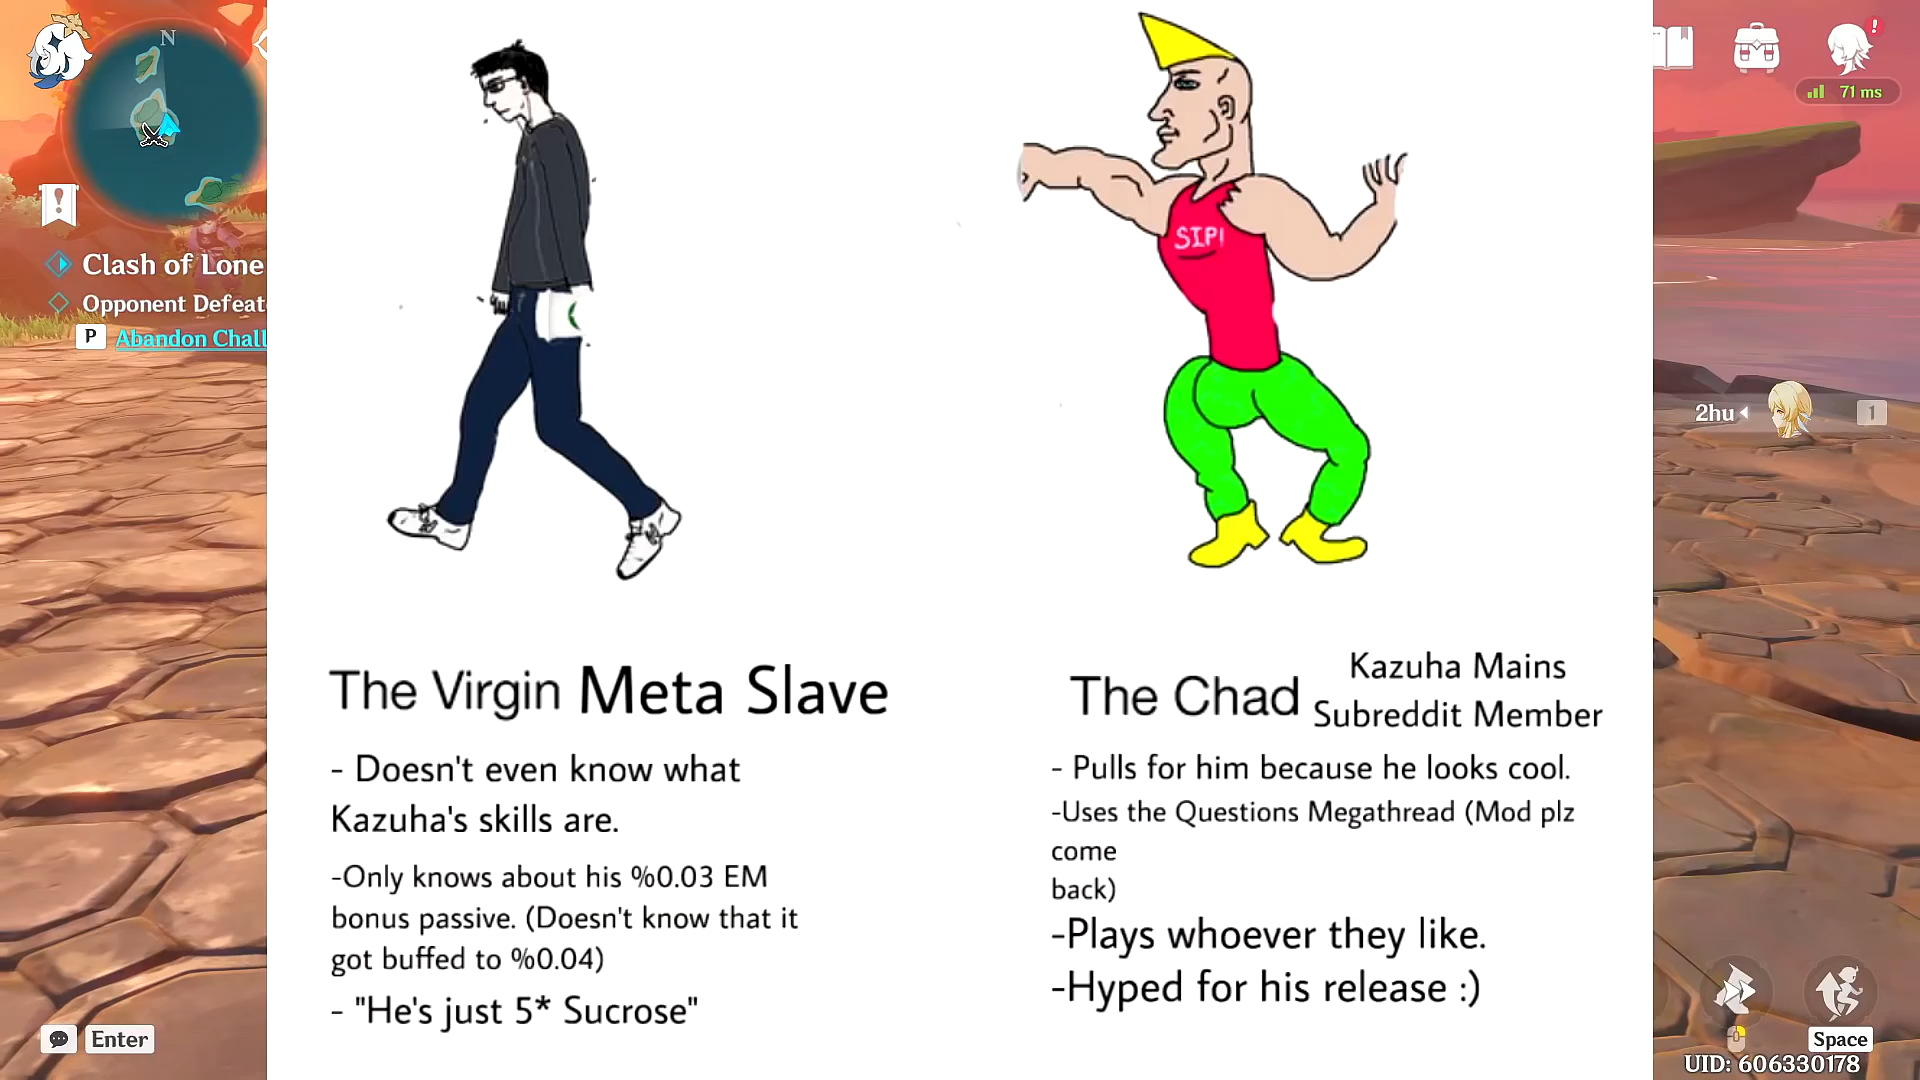 N
71 ms
Clash of Lone
Opponent Defeat
P Abandon Chall
2hu
1
SIP!
The Virgin Meta Slave
- Doesn't even know what
Kazuha's skills are.
-Only knows about his %0.03 EM
bonus passive. (Doesn't know that it
got buffed to %0.04)
- "He's just 5* Sucrose"
The Chad Kazuha Mains
Subreddit Member
- Pulls for him because he looks cool.
-Uses the Questions Megathread (Mod plz
come
back)
-Plays whoever they like.
-Hyped for his release :)
Enter
Space
UID: 606330178